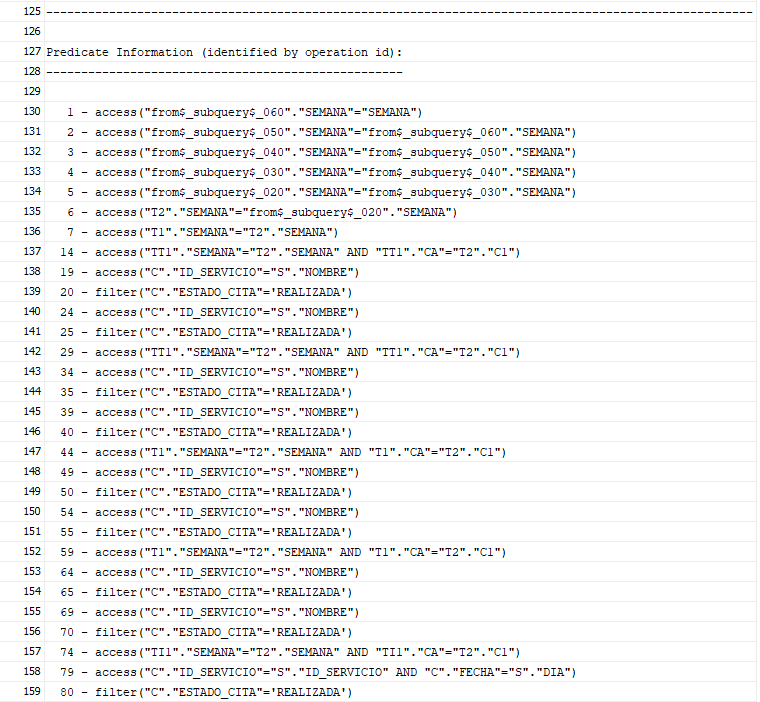 125 -----------------------------------------------------------------------------------------------------
126
127 Predicate Information (identified by operation id):
128 ---------------------------------------------------
129
130    1 - access("from$_subquery$_060"."SEMANA"="SEMANA")
131    2 - access("from$_subquery$_050"."SEMANA"="from$_subquery$_060"."SEMANA")
132    3 - access("from$_subquery$_040"."SEMANA"="from$_subquery$_050"."SEMANA")
133    4 - access("from$_subquery$_030"."SEMANA"="from$_subquery$_040"."SEMANA")
134    5 - access("from$_subquery$_020"."SEMANA"="from$_subquery$_030"."SEMANA")
135    6 - access("T2"."SEMANA"="from$_subquery$_020"."SEMANA")
136    7 - access("T1"."SEMANA"="T2"."SEMANA")
137   14 - access("TT1"."SEMANA"="T2"."SEMANA" AND "TT1"."CA"="T2"."C1")
138   19 - access("C"."ID_SERVICIO"="S"."NOMBRE")
139   20 - filter("C"."ESTADO_CITA"='REALIZADA')
140   24 - access("C"."ID_SERVICIO"="S"."NOMBRE")
141   25 - filter("C"."ESTADO_CITA"='REALIZADA')
142   29 - access("TT1"."SEMANA"="T2"."SEMANA" AND "TT1"."CA"="T2"."C1")
143   34 - access("C"."ID_SERVICIO"="S"."NOMBRE")
144   35 - filter("C"."ESTADO_CITA"='REALIZADA')
145   39 - access("C"."ID_SERVICIO"="S"."NOMBRE")
146   40 - filter("C"."ESTADO_CITA"='REALIZADA')
147   44 - access("T1"."SEMANA"="T2"."SEMANA" AND "T1"."CA"="T2"."C1")
148   49 - access("C"."ID_SERVICIO"="S"."NOMBRE")
149   50 - filter("C"."ESTADO_CITA"='REALIZADA')
150   54 - access("C"."ID_SERVICIO"="S"."NOMBRE")
151   55 - filter("C"."ESTADO_CITA"='REALIZADA')
152   59 - access("T1"."SEMANA"="T2"."SEMANA" AND "T1"."CA"="T2"."C1")
153   64 - access("C"."ID_SERVICIO"="S"."NOMBRE")
154   65 - filter("C"."ESTADO_CITA"='REALIZADA')
155   69 - access("C"."ID_SERVICIO"="S"."NOMBRE")
156   70 - filter("C"."ESTADO_CITA"='REALIZADA')
157   74 - access("TI1"."SEMANA"="T2"."SEMANA" AND "TI1"."CA"="T2"."C1")
158   79 - access("C"."ID_SERVICIO"="S"."ID_SERVICIO" AND "C"."FECHA"="S"."DIA")
159   80 - filter("C"."ESTADO_CITA"='REALIZADA')